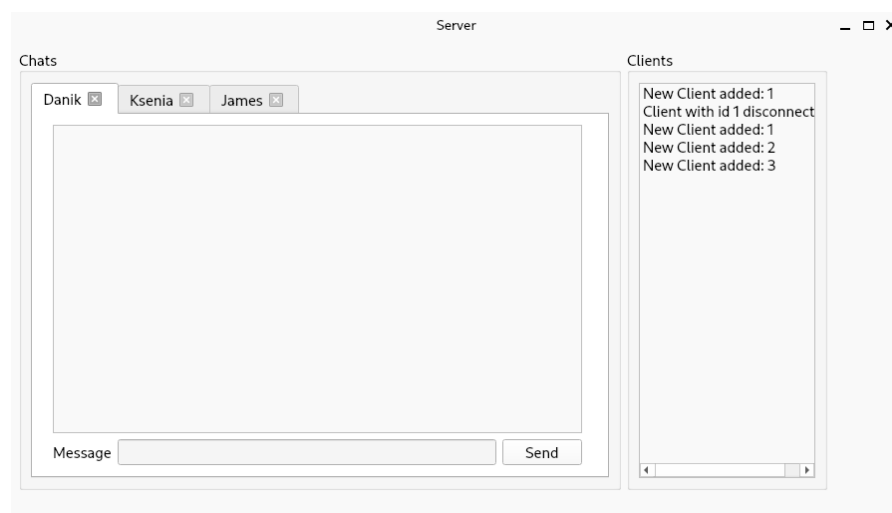 Server
Chats
Clients
Danik
Ksenia
James
New Client added: 1
Client with id 1 disconnect
New Client added: 1
New Client added: 2
New Client added: 3
Message
Send